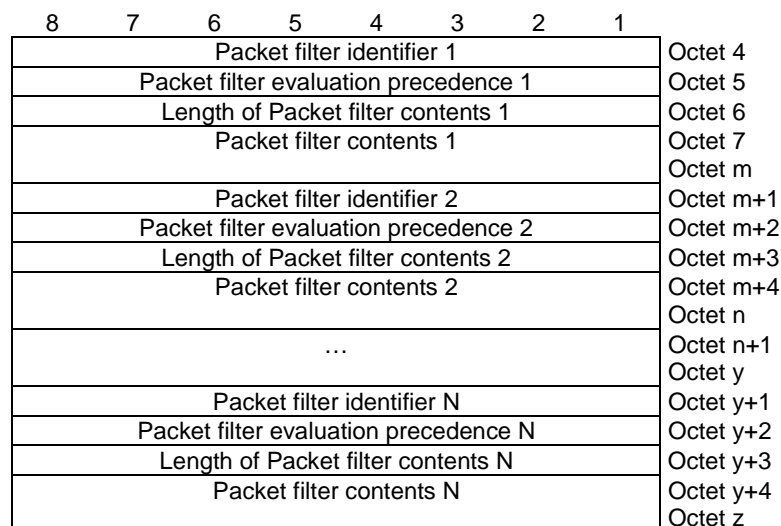 8 7 6 5 4 3 2 1
Packet filter identifier 1 Octet 4
Packet filter evaluation precedence 1 Octet 5
Length of Packet filter contents 1 Octet 6
Packet filter contents 1 Octet 7
Octet m
Packet filter identifier 2 Octet m+1
Packet filter evaluation precedence 2 Octet m+2
Length of Packet filter contents 2 Octet m+3
Packet filter contents 2 Octet m+4
Octet n
… Octet n+1
Octet y
Packet filter identifier N Octet y+1
Packet filter evaluation precedence N Octet y+2
Length of Packet filter contents N Octet y+3
Packet filter contents N Octet y+4
Octet z